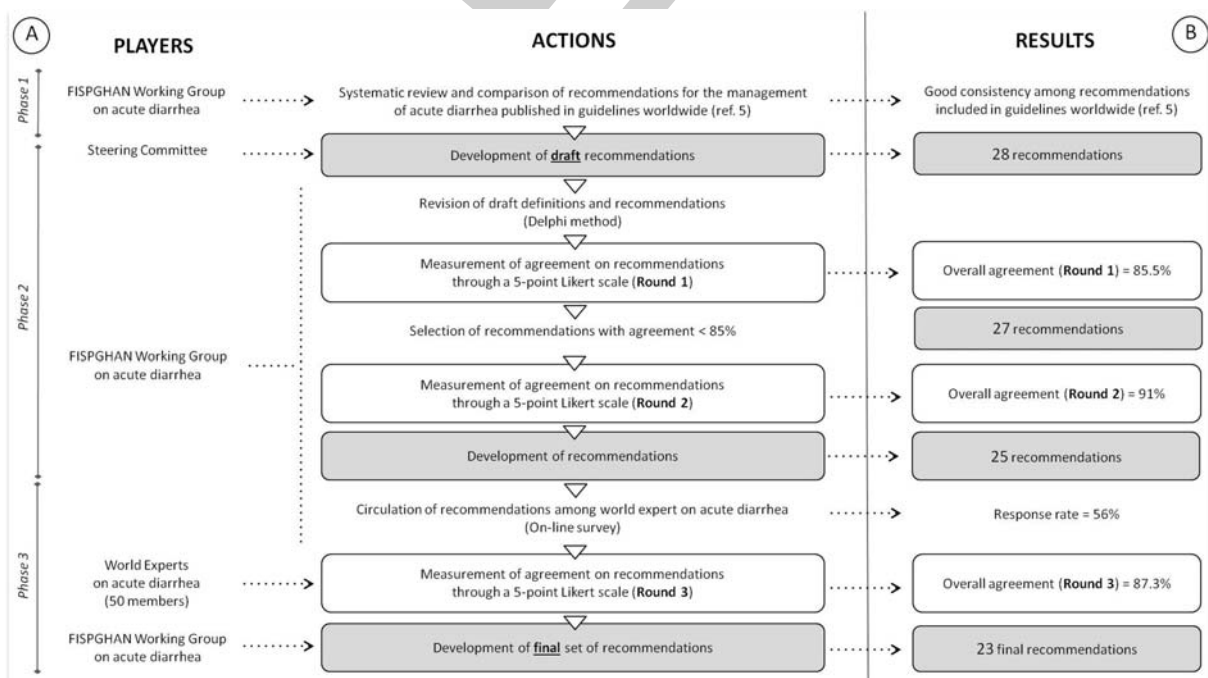 A
PLAYERS
ACTIONS
RESULTS
B
Phase 1
FISPGHAN Working Group
on acute diarrhea
Systematic review and comparison of recommendations for the management
of acute diarrhea published in guidelines worldwide (ref. 5)
Good consistency among recommendations
included in guidelines worldwide (ref. 5)
Phase 2
Steering Committee
Development of draft recommendations
28 recommendations
Revision of draft definitions and recommendations
(Delphi method)
Measurement of agreement on recommendations
through a 5-point Likert scale (Round 1)
Overall agreement (Round 1) = 85.5%
Selection of recommendations with agreement < 85%
27 recommendations
FISPGHAN Working Group
on acute diarrhea
Measurement of agreement on recommendations
through a 5-point Likert scale (Round 2)
Overall agreement (Round 2) = 91%
Development of recommendations
25 recommendations
Phase 3
Circulation of recommendations among world expert on acute diarrhea
(On-line survey)
Response rate = 56%
World Experts
on acute diarrhea
(50 members)
Measurement of agreement on recommendations
through a 5-point Likert scale (Round 3)
Overall agreement (Round 3) = 87.3%
FISPGHAN Working Group
on acute diarrhea
Development of final set of recommendations
23 final recommendations